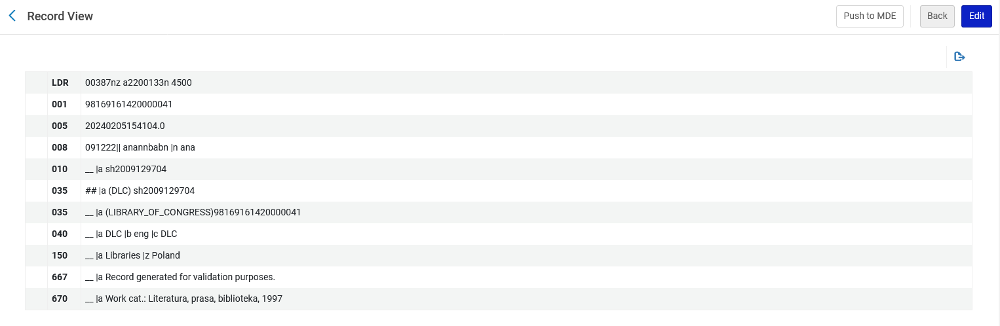 Record View
Push to MDE
Back
Edit
LDR 00387nz a2200133n 4500
001 98169161420000041
005 20240205154104.0
008 091222|| anannbabn |n ana
010 __ |a sh2009129704
035 ## |a (DLC) sh2009129704
035 __ |a (LIBRARY_OF_CONGRESS)98169161420000041
040 __ |a DLC |b eng |c DLC
150 __ |a Libraries |z Poland
667 __ |a Record generated for validation purposes.
670 __ |a Work cat.: Literatura, prasa, biblioteka, 1997